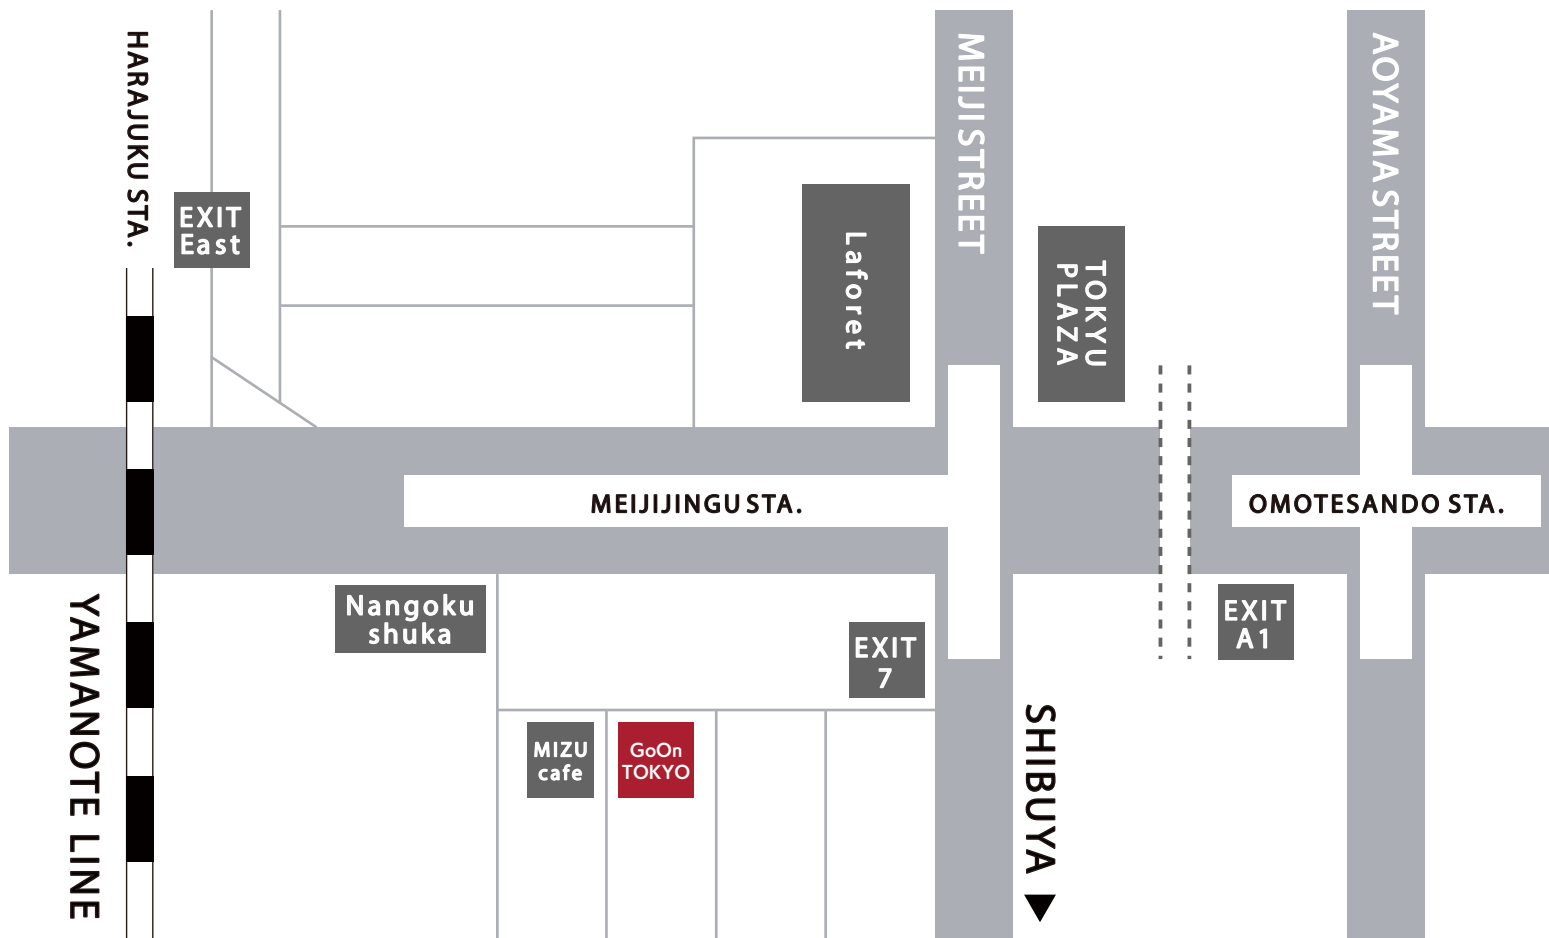 HARAJUKU STA.
EXIT
East
Laforet
MEIJI STREET
TOKYU
PLAZA
AOYAMA STREET
MEIJIJINGU STA.
OMOTESANDO STA.
YAMANOTE LINE
Nangoku
shuka
EXIT
7
EXIT
A1
MIZU
cafe
GoOn
TOKYO
SHIBUYA ▼